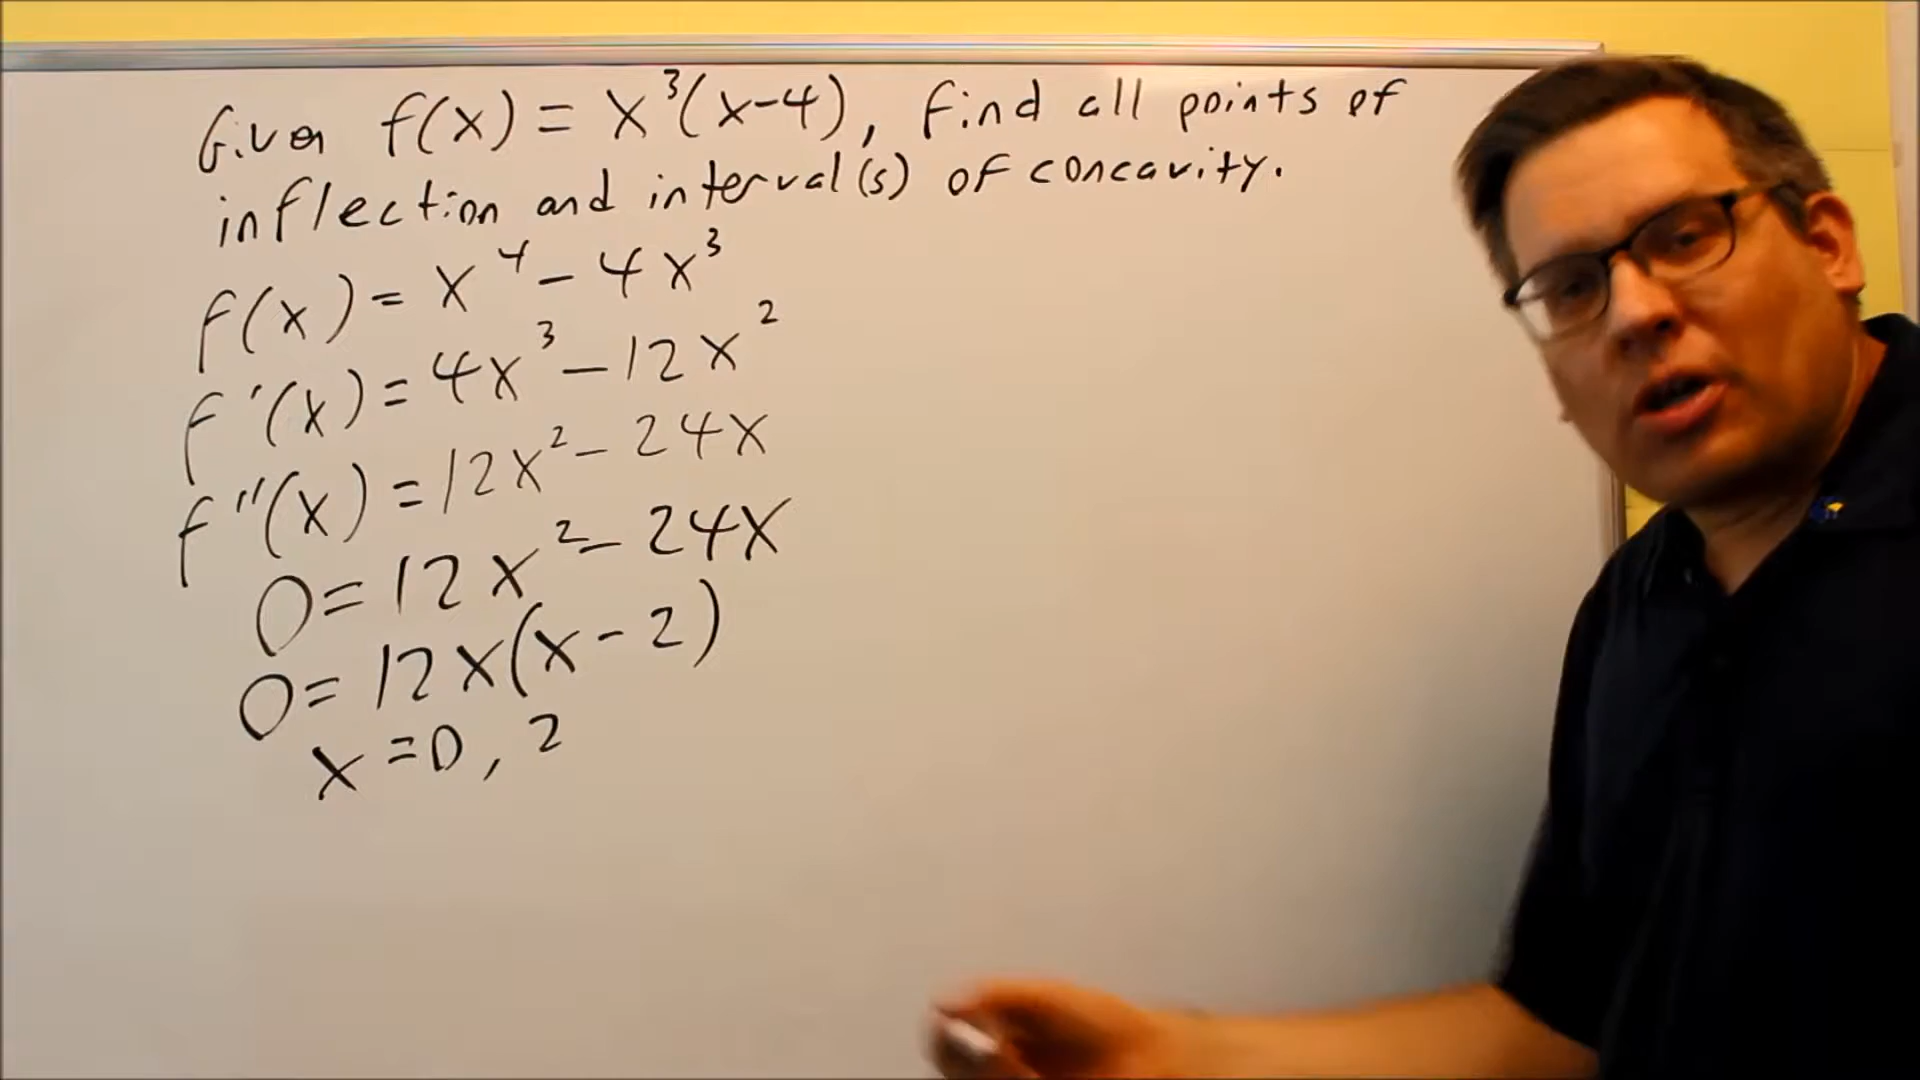 Given f(x) = x³(x-4), find all points of
inflection and interval(s) of concavity.
f(x) = x⁴ - 4x³
f'(x) = 4x³ - 12x²
f''(x) = 12x² - 24x
0 = 12x² - 24x
0 = 12x(x - 2)
x = 0, 2